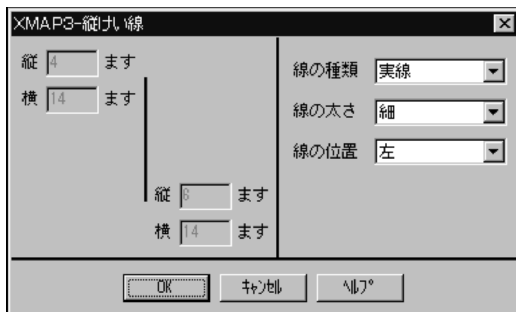 XMAP3-縦けい線
縦 4 ます
横 14 ます
縦 6 ます
横 14 ます
線の種類 実線
線の太さ 細
線の位置 左
OK ｷｬﾝｾﾙ ﾍﾙﾌﾟ